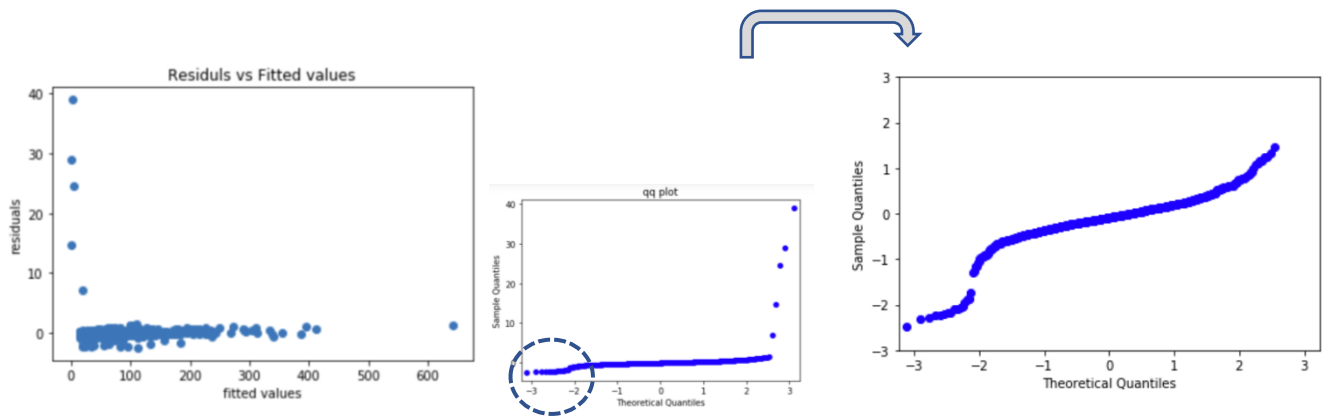 Residuls vs Fitted values
residuals
40
30
20
10
0
0 100 200 300 400 500 600
fitted values
qq plot
Sample Quantiles
40
30
20
10
0
−3 −2 −1 0 1 2 3
Theoretical Quantiles
Sample Quantiles
3
2
1
0
−1
−2
−3
−3 −2 −1 0 1 2 3
Theoretical Quantiles